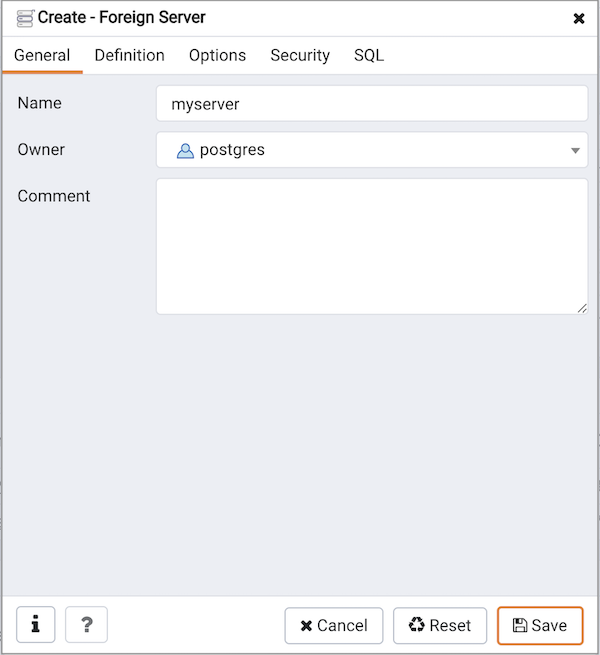 Create - Foreign Server
General Definition Options Security SQL
Name myserver
Owner postgres
Comment
i ? Cancel Reset Save